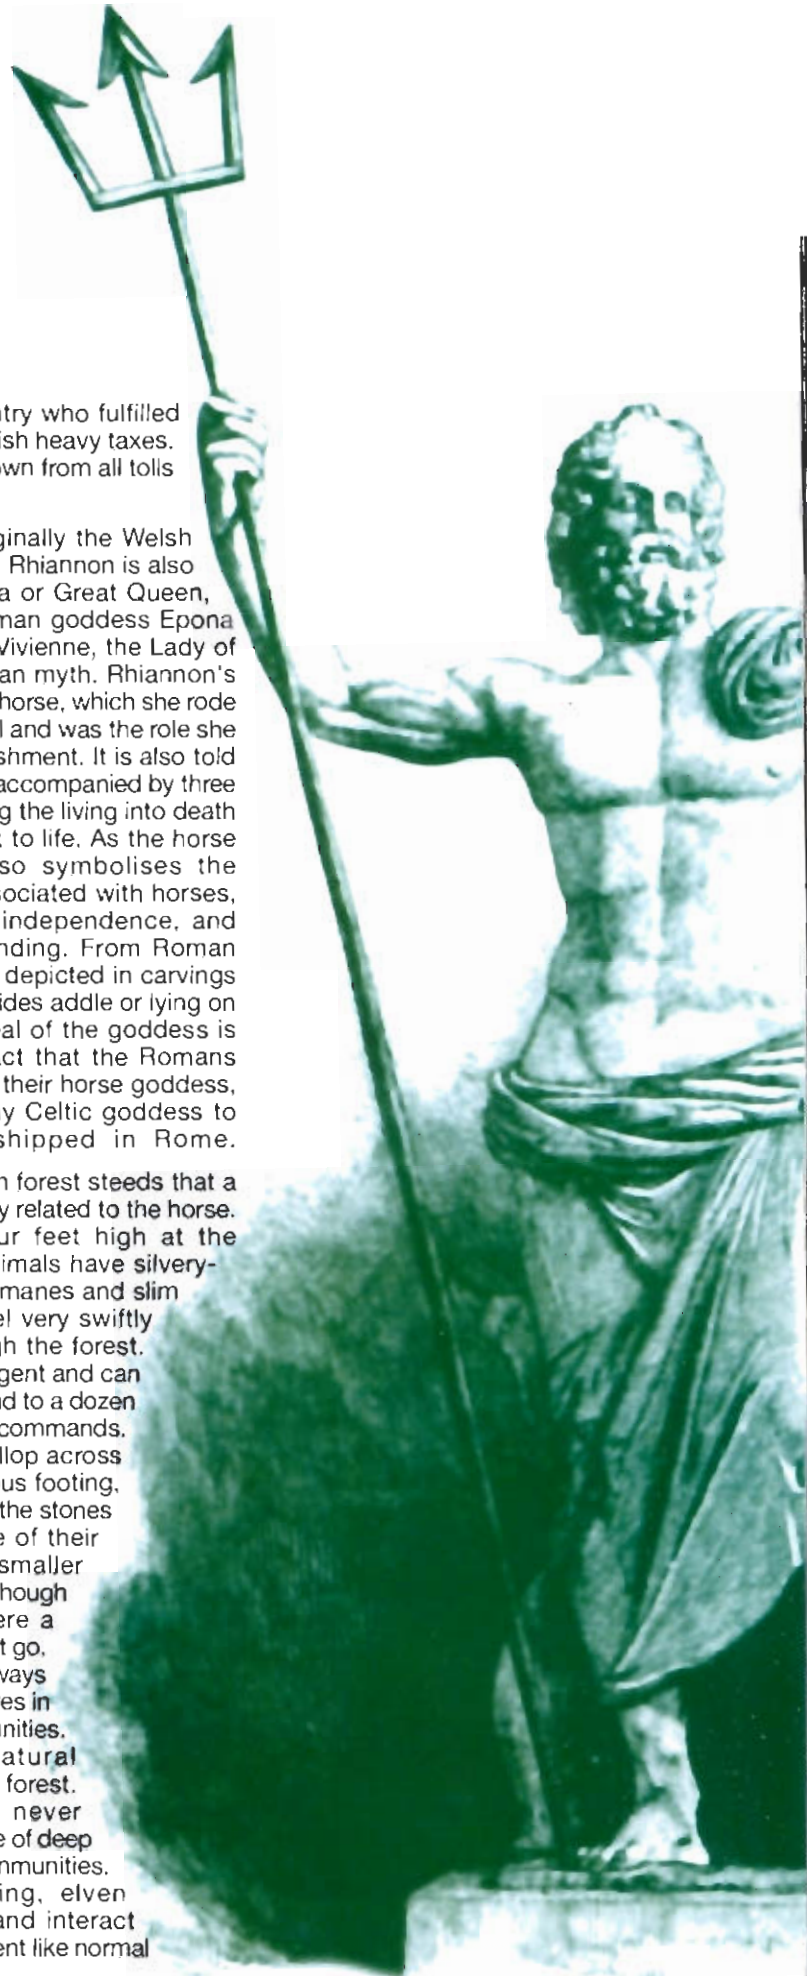 try who fulfilled
ish heavy taxes.
own from all tolls
ginally the Welsh
Rhiannon is also
a or Great Queen,
man goddess Epona
Vivienne, the Lady of
an myth. Rhiannon's
horse, which she rode
l and was the role she
shment. It is also told
accompanied by three
g the living into death
to life. As the horse
so symbolises the
sociated with horses,
independence, and
nding. From Roman
depicted in carvings
ides addle or lying on
al of the goddess is
ct that the Romans
their horse goddess,
y Celtic goddess to
shipped in Rome.
n forest steeds that a
y related to the horse.
ur feet high at the
imals have silvery-
manes and slim
el very swiftly
gh the forest.
gent and can
d to a dozen
commands.
llop across
us footing,
the stones
e of their
smaller
hough
ere a
t go,
ways
es in
nities.
atural
forest.
never
e of deep
nmunities.
ing, elven
and interact
ent like normal